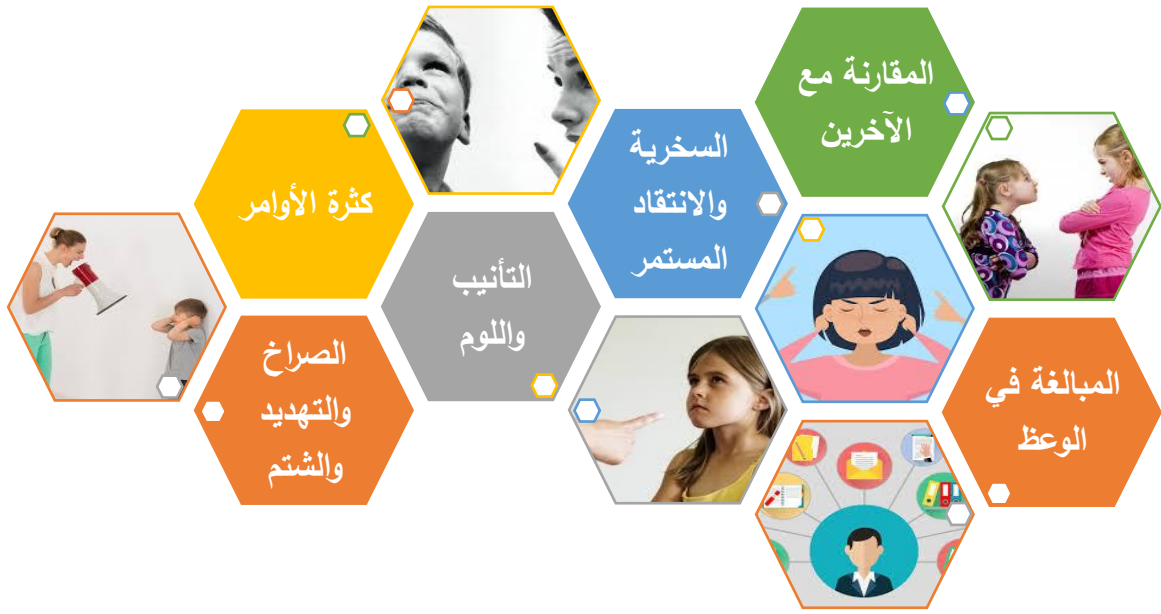 المقارنة مع
الآخرين
السخرية
والانتقاد
المستمر
كثرة الأوامر
التأنيب
واللوم
الصراخ
والتهديد
والشتم
المبالغة في
الوعظ